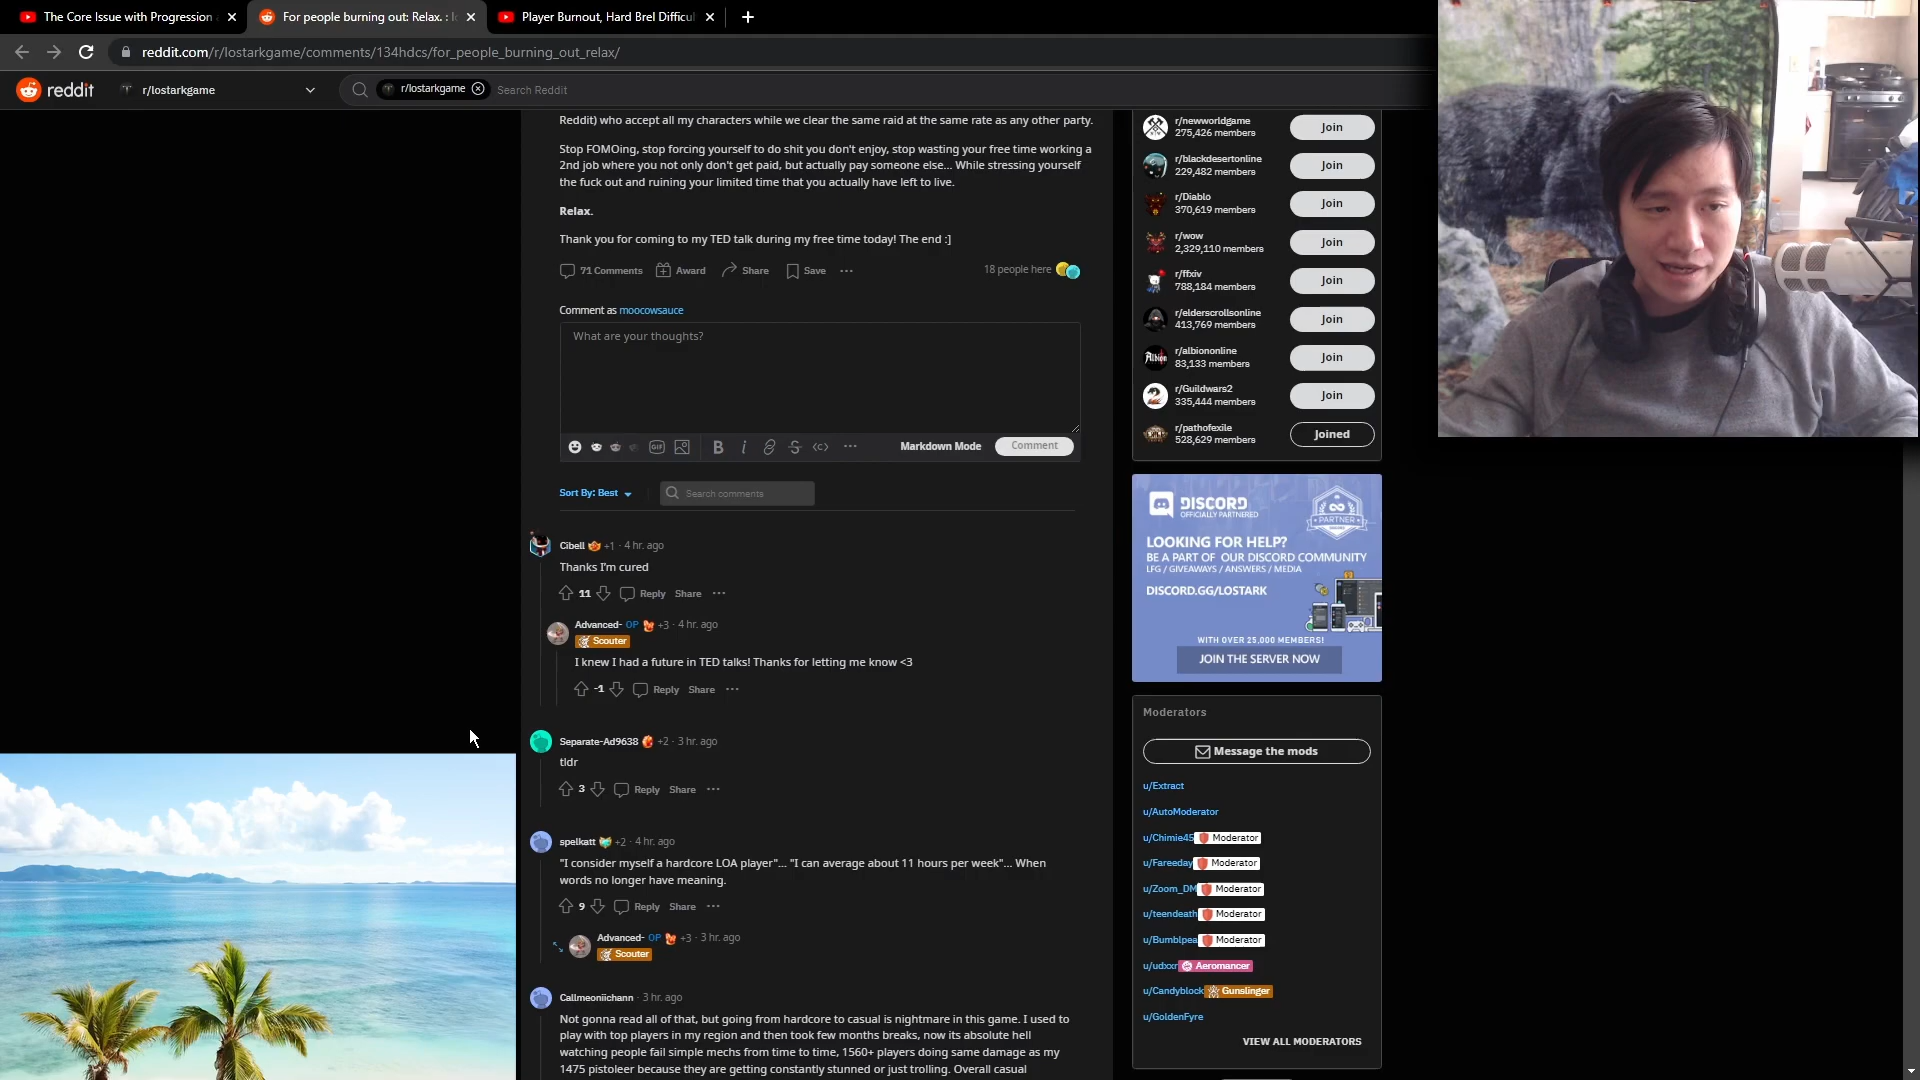 The Core Issue with Progression
For people burning out: Relax. : lo
Player Burnout, Hard Brel Difficul
reddit.com/r/lostarkgame/comments/134hdcs/for_people_burning_out_relax/
reddit
r/lostarkgame
r/lostarkgame
Search Reddit
Reddit) who accept all my characters while we clear the same raid at the same rate as any other party.
Stop FOMOing, stop forcing yourself to do shit you don't enjoy, stop wasting your free time working a
2nd job where you not only don't get paid, but actually pay someone else... While stressing yourself
the fuck out and ruining your limited time that you actually have left to live.
Relax.
Thank you for coming to my TED talk during my free time today! The end :]
71 Comments
Award
Share
Save
18 people here
Comment as moocowsauce
What are your thoughts?
GIF
B
i
Markdown Mode
Comment
Sort By: Best
Search comments
Cibell +1 · 4 hr. ago
Thanks I'm cured
11
Reply
Share
Advanced- OP +3 · 4 hr. ago
Scouter
I knew I had a future in TED talks! Thanks for letting me know <3
-1
Reply
Share
Separate-Ad9638 +2 · 3 hr. ago
tldr
3
Reply
Share
spelkatt +2 · 4 hr. ago
"I consider myself a hardcore LOA player"... "I can average about 11 hours per week"... When
words no longer have meaning.
9
Reply
Share
Advanced- OP +3 · 3 hr. ago
Scouter
Callmeoniichann · 3 hr. ago
Not gonna read all of that, but going from hardcore to casual is nightmare in this game. I used to
play with top players in my region and then took few months breaks, now its absolute hell
watching people fail simple mechs from time to time, 1560+ players doing same damage as my
1475 pistoleer because they are getting constantly stunned or just trolling. Overall casual
r/newworldgame
275,426 members
Join
r/blackdesertonline
229,482 members
Join
r/Diablo
370,619 members
Join
r/wow
2,329,110 members
Join
r/ffxiv
788,184 members
Join
r/elderscrollsonline
413,769 members
Join
r/albiononline
83,133 members
Join
r/Guildwars2
335,444 members
Join
r/pathofexile
528,629 members
Joined
DISCORD
OFFICIALLY PARTNERED
PARTNER
LOOKING FOR HELP?
BE A PART OF OUR DISCORD COMMUNITY
LFG / GIVEAWAYS / ANSWERS / MEDIA
DISCORD.GG/LOSTARK
WITH OVER 25,000 MEMBERS!
JOIN THE SERVER NOW
Moderators
Message the mods
u/Extract
u/AutoModerator
u/Chimie45 Moderator
u/Fareeday Moderator
u/Zoom_DM Moderator
u/teendeath Moderator
u/Bumblpea Moderator
u/udxxr Aeromancer
u/Candyblock Gunslinger
u/GoldenFyre
VIEW ALL MODERATORS